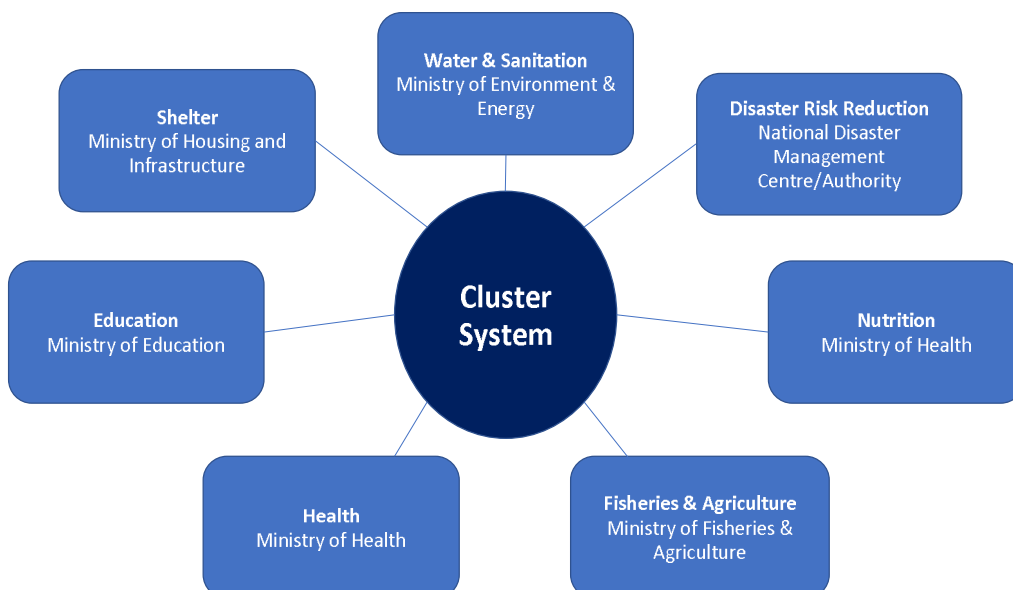 Water & Sanitation
Ministry of Environment &
Energy
Shelter
Ministry of Housing and
Infrastructure
Disaster Risk Reduction
National Disaster
Management
Centre/Authority
Cluster
System
Education
Ministry of Education
Nutrition
Ministry of Health
Health
Ministry of Health
Fisheries & Agriculture
Ministry of Fisheries &
Agriculture